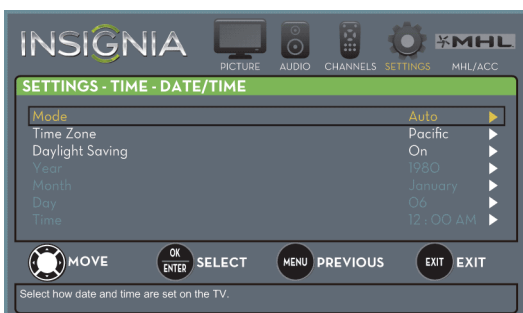 INSIGNIA
PICTURE AUDIO CHANNELS SETTINGS MHL/ACC
MHL
SETTINGS - TIME - DATE/TIME
Mode Auto
Time Zone Pacific
Daylight Saving On
Year 1980
Month January
Day 06
Time 12 : 00 AM
MOVE OK ENTER SELECT MENU PREVIOUS EXIT EXIT
Select how date and time are set on the TV.